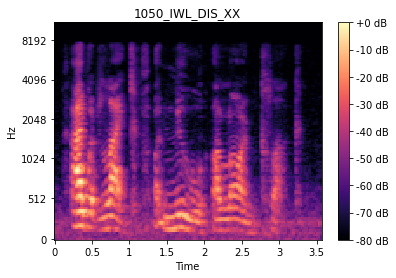 1050_IWL_DIS_XX
Hz
8192
4096
2048
1024
512
0
0
0.5
1
1.5
2
2.5
3
3.5
Time
+0 dB
-10 dB
-20 dB
-30 dB
-40 dB
-50 dB
-60 dB
-70 dB
-80 dB